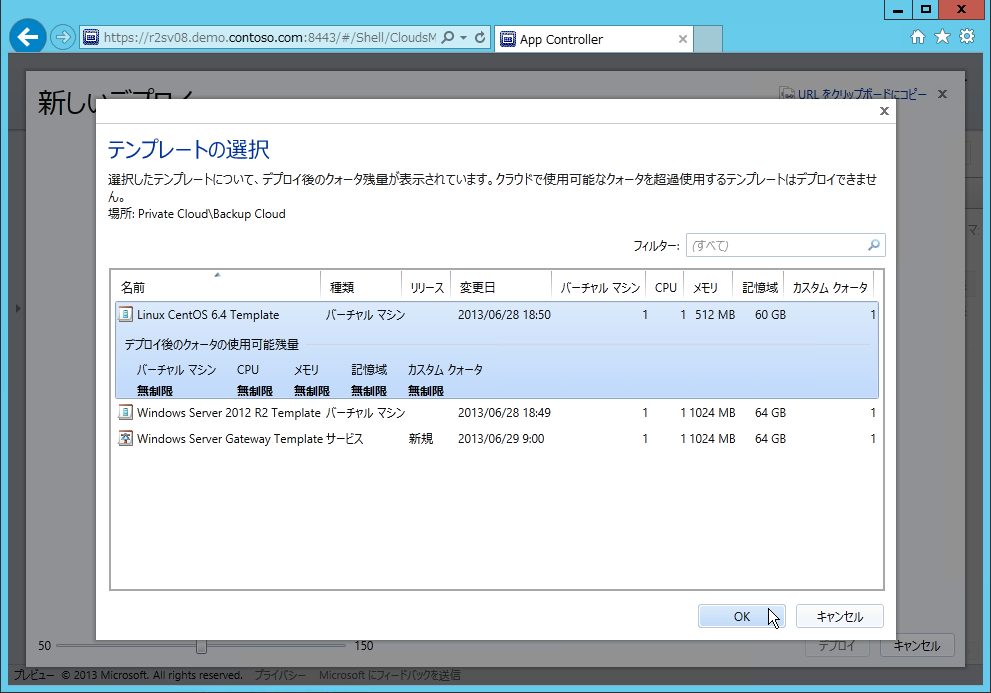 https://r2sv08.demo.contoso.com:8443/#/Shell/CloudsM
App Controller
新しいデプロイ
URL をクリップボードにコピー
テンプレートの選択
選択したテンプレートについて、デプロイ後のクォータ残量が表示されています。クラウドで使用可能なクォータを超過使用するテンプレートはデプロイできませ
ん。
場所: Private Cloud\Backup Cloud
フィルター: (すべて)
名前 種類 リリース 変更日 バーチャル マシン CPU メモリ 記憶域 カスタム クォータ
Linux CentOS 6.4 Template バーチャル マシン 2013/06/28 18:50 1 1 512 MB 60 GB 1
デプロイ後のクォータの使用可能残量
バーチャル マシン CPU メモリ 記憶域 カスタム クォータ
無制限 無制限 無制限 無制限 無制限
Windows Server 2012 R2 Template バーチャル マシン 2013/06/28 18:49 1 1 1024 MB 64 GB 1
Windows Server Gateway Template サービス 新規 2013/06/29 9:00 1 1 1024 MB 64 GB 1
OK キャンセル
50 150
デプロイ キャンセル
プレビュー © 2013 Microsoft. All rights reserved. プライバシー Microsoft にフィードバックを送信